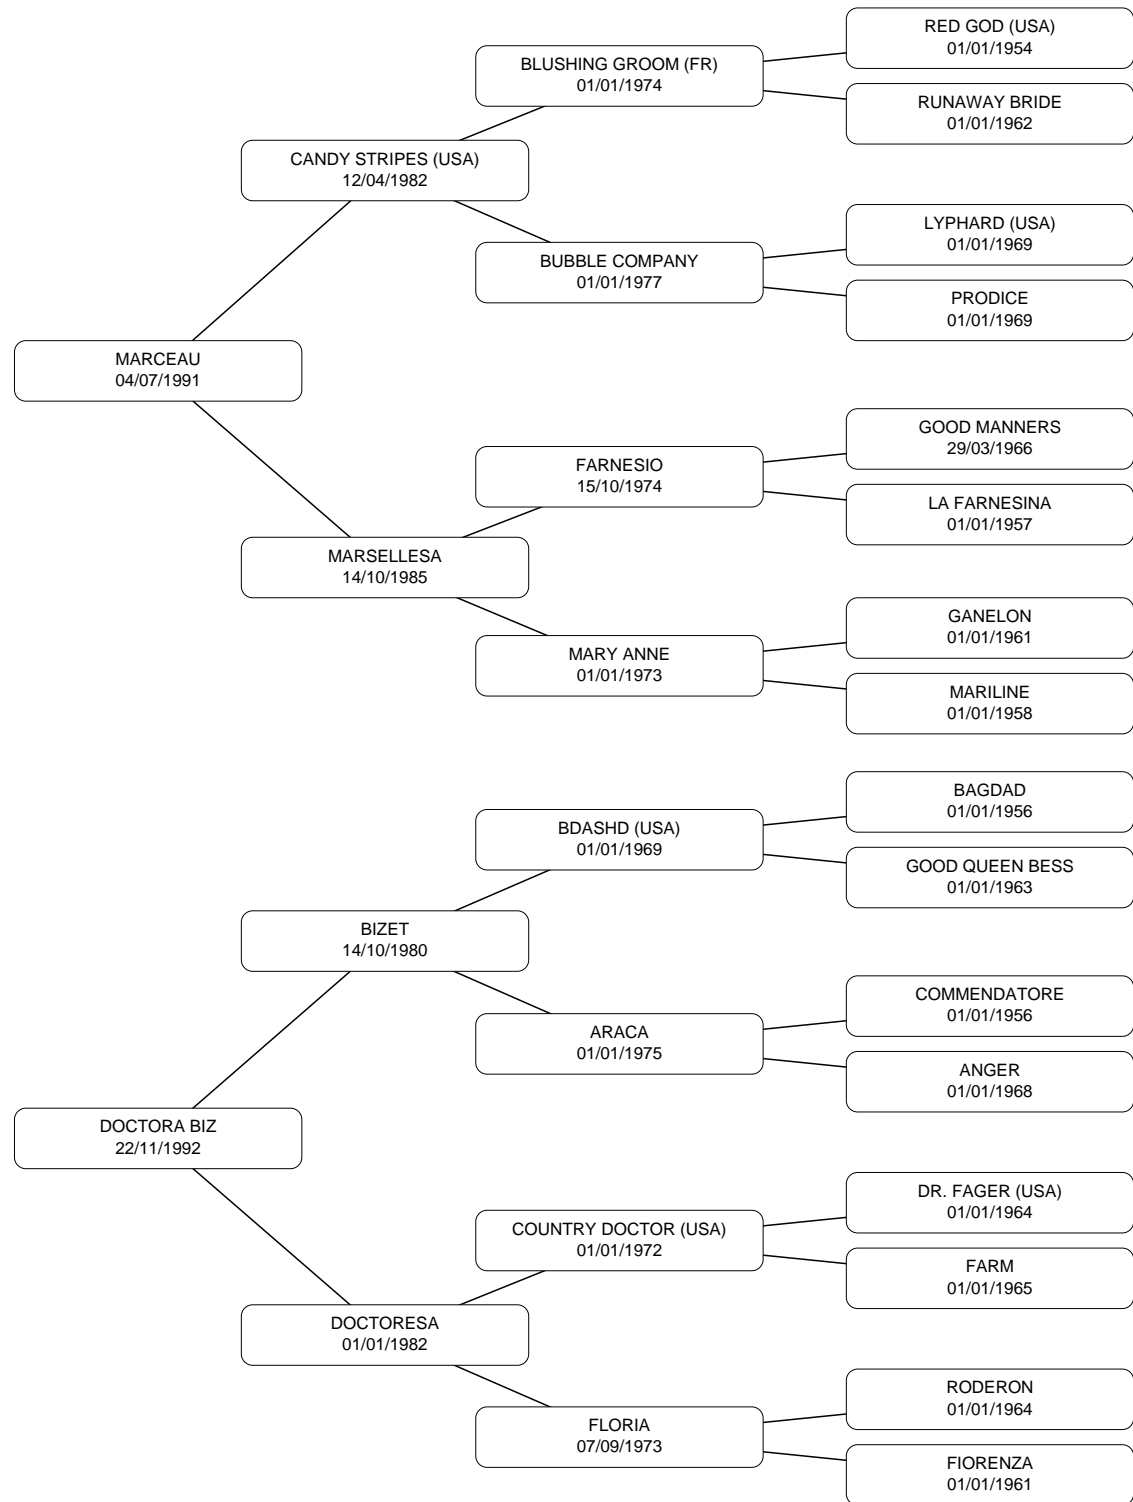 RED GOD (USA)
01/01/1954
BLUSHING GROOM (FR)
01/01/1974
RUNAWAY BRIDE
01/01/1962
CANDY STRIPES (USA)
12/04/1982
LYPHARD (USA)
01/01/1969
BUBBLE COMPANY
01/01/1977
PRODICE
01/01/1969
MARCEAU
04/07/1991
GOOD MANNERS
29/03/1966
FARNESIO
15/10/1974
LA FARNESINA
01/01/1957
MARSELLESA
14/10/1985
GANELON
01/01/1961
MARY ANNE
01/01/1973
MARILINE
01/01/1958
BAGDAD
01/01/1956
BDASHD (USA)
01/01/1969
GOOD QUEEN BESS
01/01/1963
BIZET
14/10/1980
COMMENDATORE
01/01/1956
ARACA
01/01/1975
ANGER
01/01/1968
DOCTORA BIZ
22/11/1992
DR. FAGER (USA)
01/01/1964
COUNTRY DOCTOR (USA)
01/01/1972
FARM
01/01/1965
DOCTORESA
01/01/1982
RODERON
01/01/1964
FLORIA
07/09/1973
FIORENZA
01/01/1961